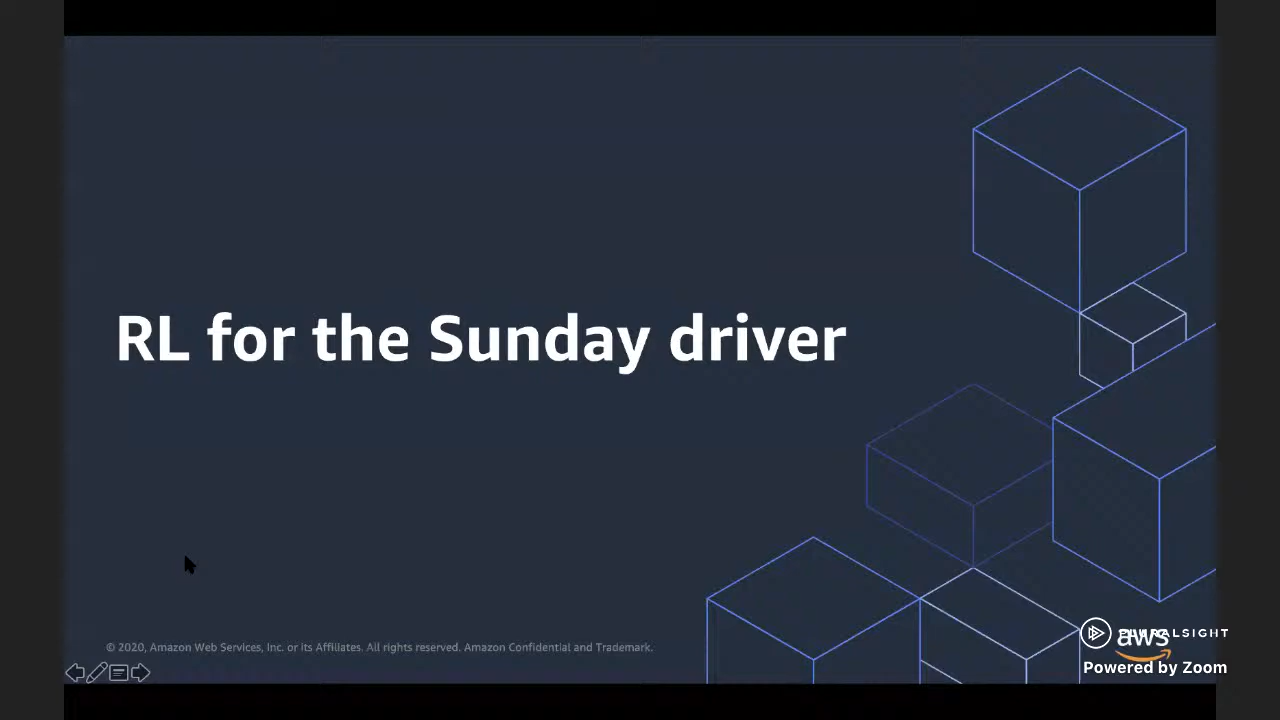 RL for the Sunday driver
© 2020, Amazon Web Services, Inc. or its Affiliates. All rights reserved. Amazon Confidential and Trademark.
PLURALSIGHT
aws
Powered by Zoom